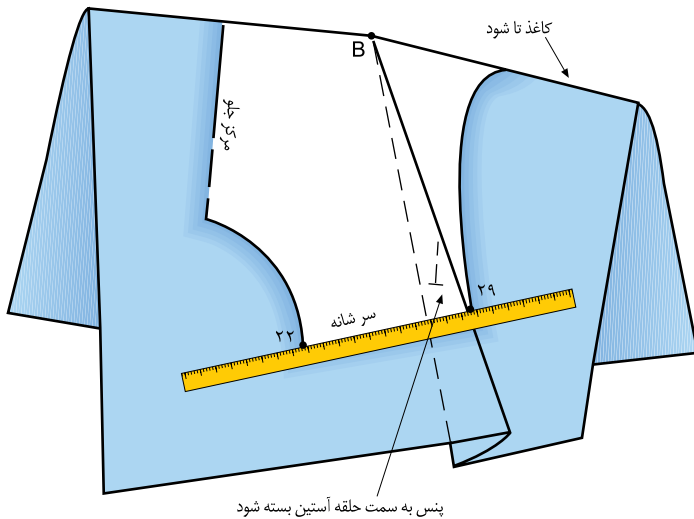 کاغذ تا شود
B
مرکز جلو
۲۹
سر شانه
۲۲
پنس به سمت حلقه آستین بسته شود